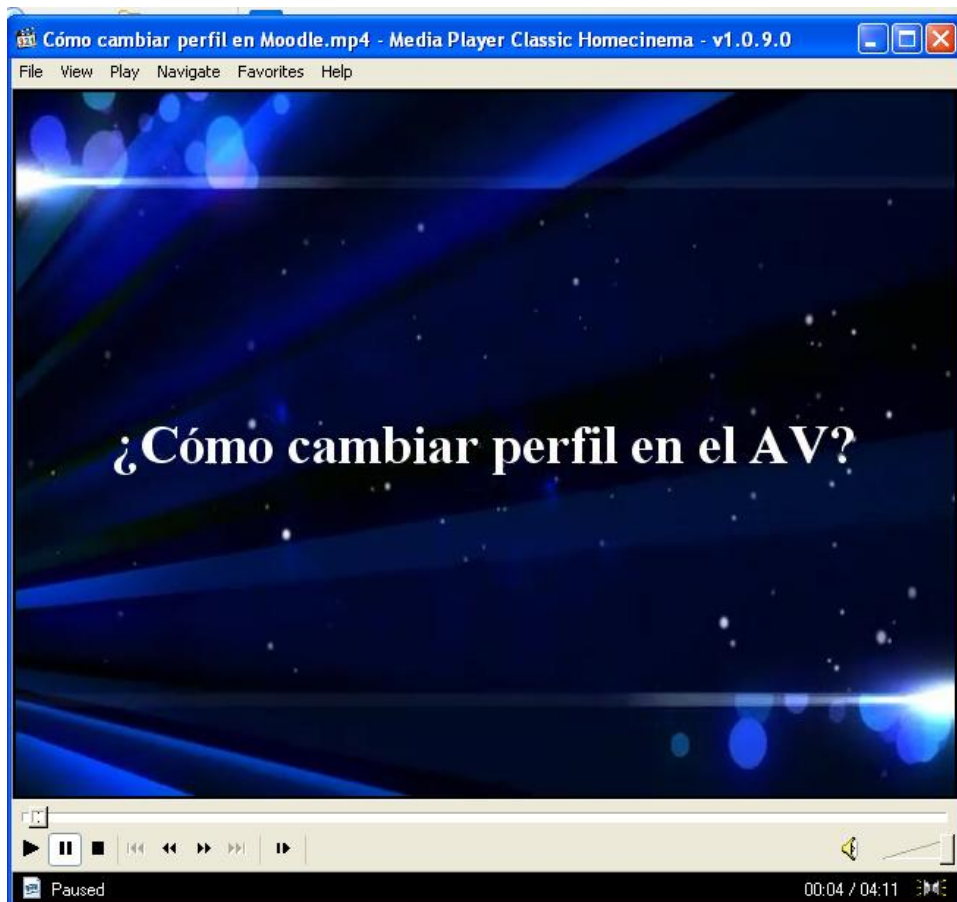 Cómo cambiar perfil en Moodle.mp4 - Media Player Classic Homecinema - v1.0.9.0
File View Play Navigate Favorites Help
¿Cómo cambiar perfil en el AV?
Paused 00:04 / 04:11